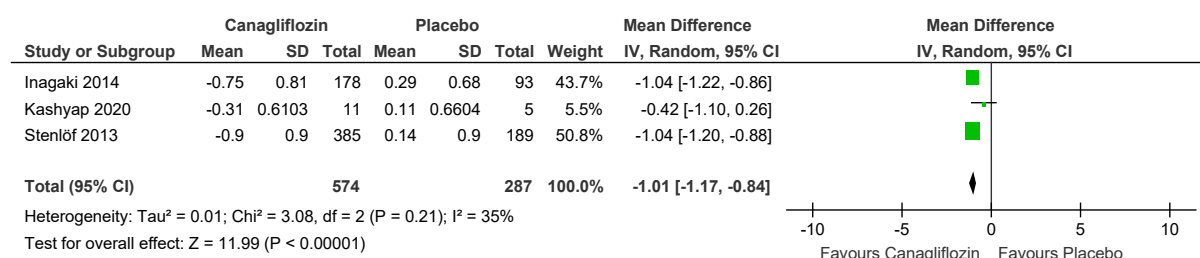 Canagliflozin Placebo Mean Difference Mean Difference
Study or Subgroup Mean SD Total Mean SD Total Weight IV, Random, 95% CI IV, Random, 95% CI
Inagaki 2014 -0.75 0.81 178 0.29 0.68 93 43.7% -1.04 [-1.22, -0.86]
Kashyap 2020 -0.31 0.6103 11 0.11 0.6604 5 5.5% -0.42 [-1.10, 0.26]
Stenlöf 2013 -0.9 0.9 385 0.14 0.9 189 50.8% -1.04 [-1.20, -0.88]
Total (95% CI) 574 287 100.0% -1.01 [-1.17, -0.84]
Heterogeneity: Tau² = 0.01; Chi² = 3.08, df = 2 (P = 0.21); I² = 35%
Test for overall effect: Z = 11.99 (P < 0.00001)
-10 -5 0 5 10
Favours Canagliflozin Favours Placebo